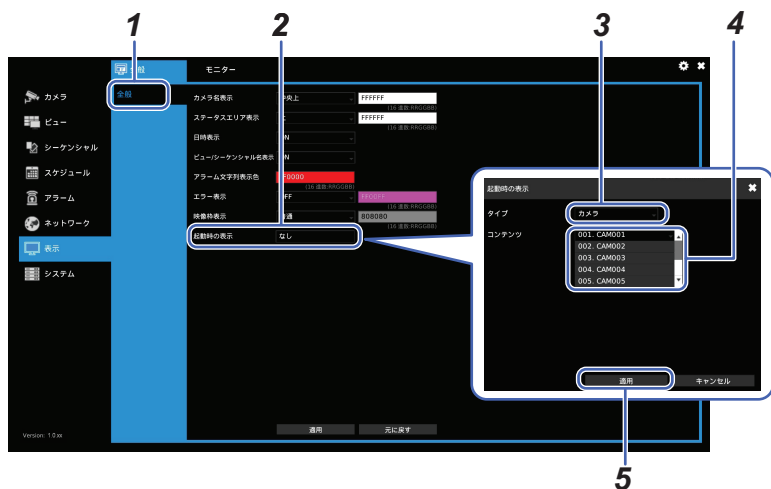 1
2
3
4
全般
モニター
カメラ
ビュー
シーケンシャル
スケジュール
アラーム
ネットワーク
表示
システム
Version: 1.0.xx
全般
カメラ名表示
中央上
FFFFFF
(16 進数:RRGGBB)
ステータスエリア表示
FFFFFF
(16 進数:RRGGBB)
日時表示
ON
ビュー/シーケンシャル名表示
ON
アラーム文字列表示色
FF0000
(16 進数:RRGGBB)
エラー表示
OFF
FF00FF
(16 進数:RRGGBB)
映像枠表示
普通
808080
(16 進数:RRGGBB)
起動時の表示
なし
適用
元に戻す
起動時の表示
タイプ
カメラ
コンテンツ
001. CAM001
002. CAM002
003. CAM003
004. CAM004
005. CAM005
適用
キャンセル
5